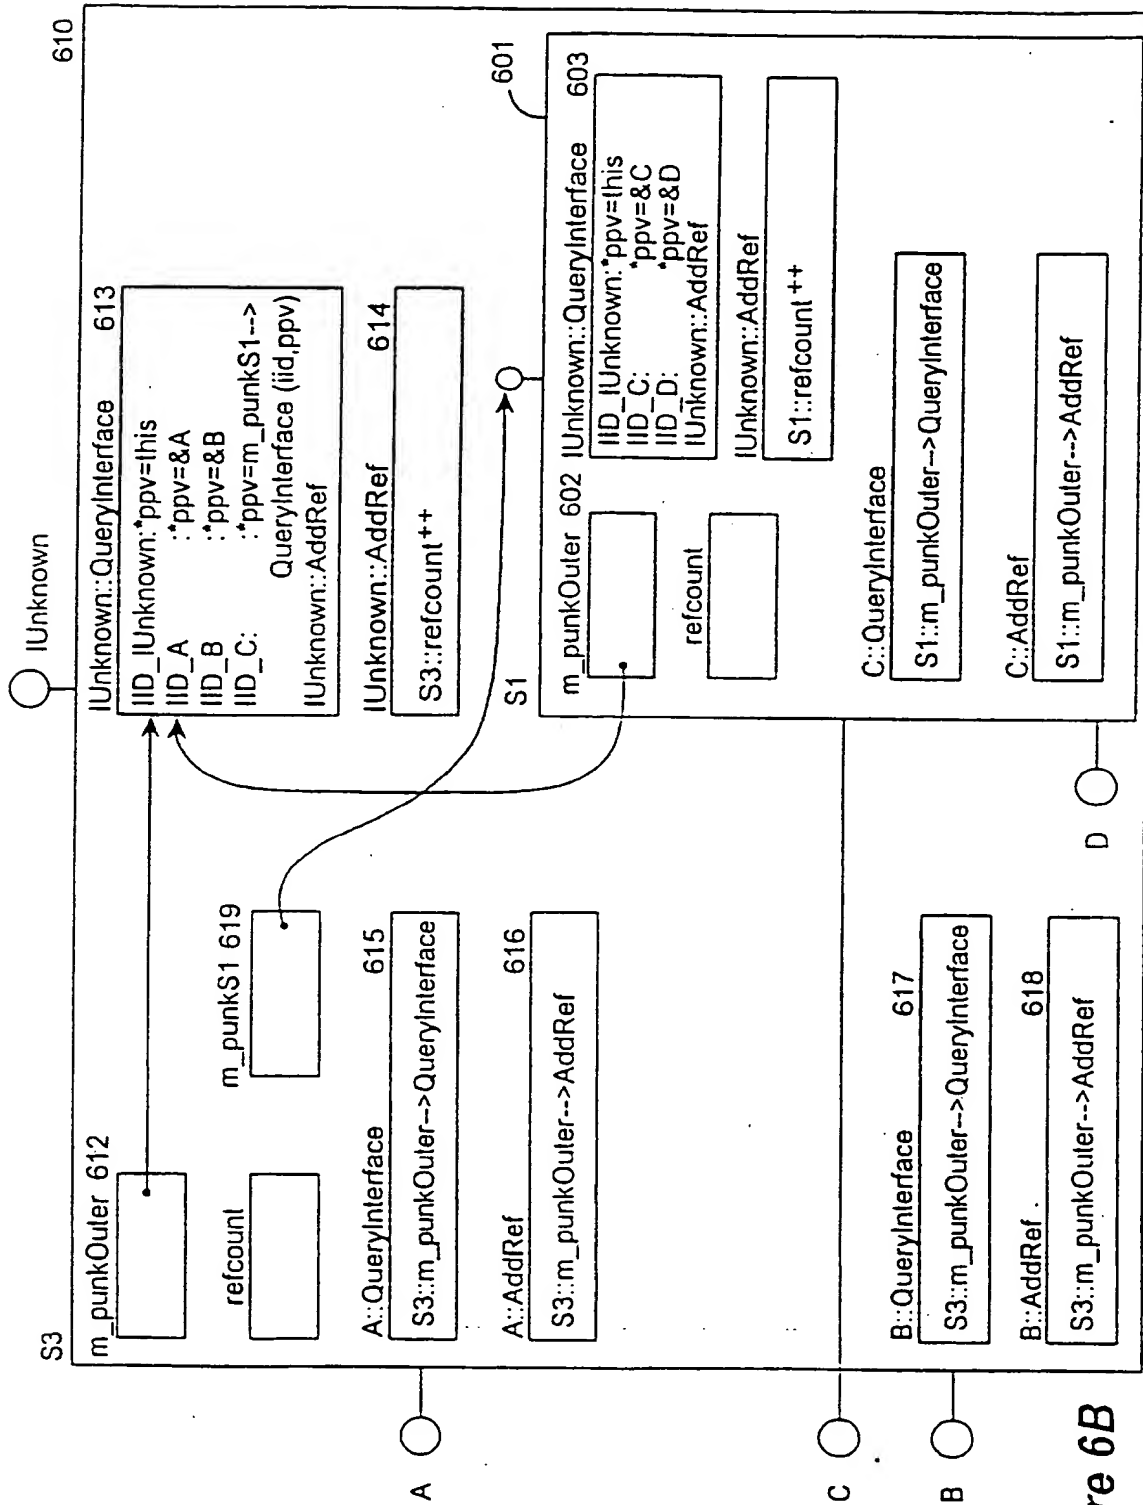 IUnknown
S3
610
m_punkOuter 612
refcount
m_punkS1 619
IUnknown::QueryInterface 613
IID_IUnknown:*ppv=this
IID_A :*ppv=&A
IID_B :*ppv=&B
IID_C: :*ppv=m_punkS1-->
QueryInterface (iid,ppv)
IUnknown::AddRef
IUnknown::AddRef 614
S3::refcount++
A
A::QueryInterface 615
S3::m_punkOuter-->QueryInterface
A::AddRef 616
S3::m_punkOuter-->AddRef
S1
601
m_punkOuter 602
refcount
IUnknown::QueryInterface 603
IID_IUnknown:*ppv=this
IID_C: *ppv=&C
IID_D: *ppv=&D
IUnknown::AddRef
IUnknown::AddRef
S1::refcount++
C::QueryInterface
S1::m_punkOuter-->QueryInterface
C::AddRef
S1::m_punkOuter-->AddRef
C
B
B::QueryInterface 617
S3::m_punkOuter-->QueryInterface
B::AddRef 618
S3::m_punkOuter-->AddRef
D
re 6B